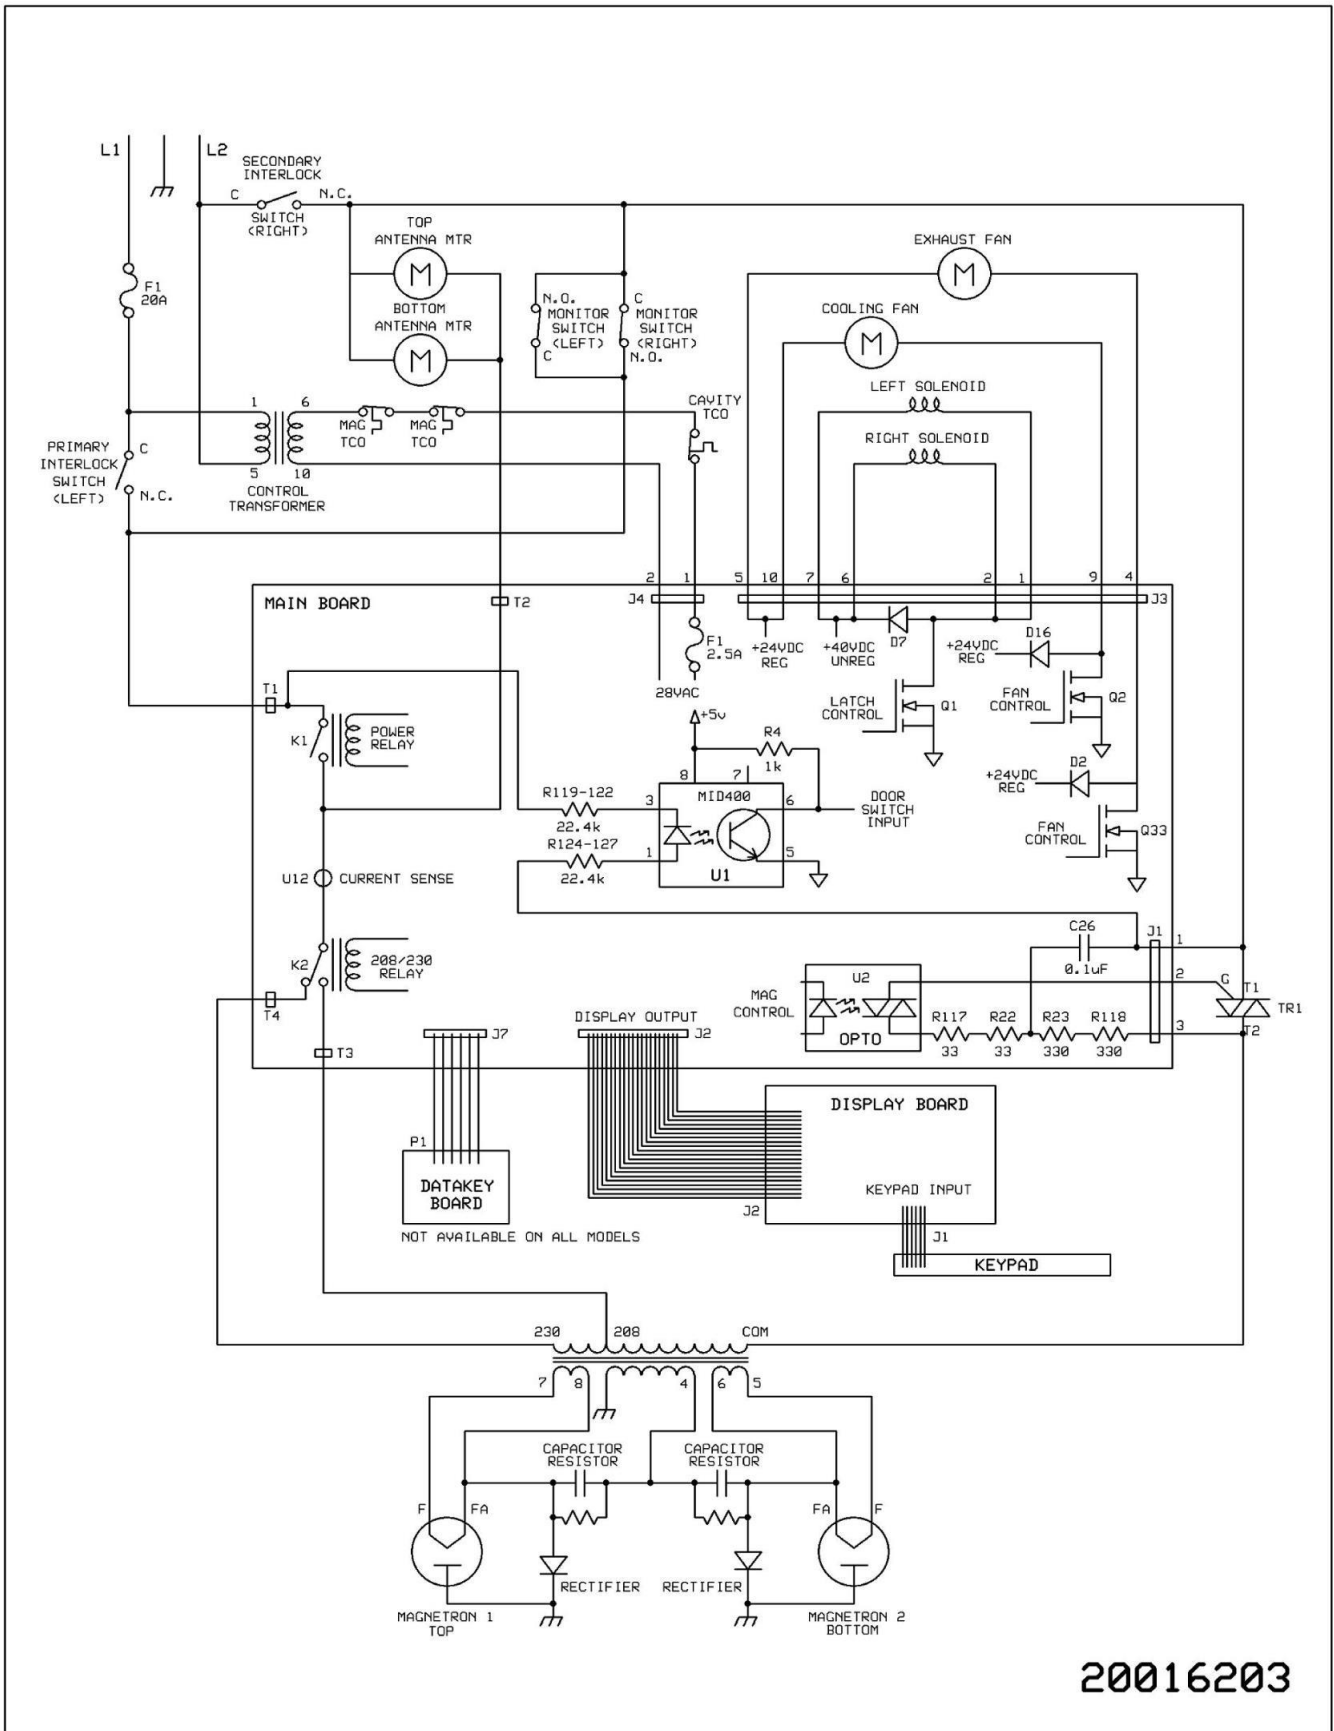 L1
L2
SECONDARY
INTERLOCK
C
N.C.
SWITCH
(RIGHT)
TOP
ANTENNA MTR
M
BOTTOM
ANTENNA MTR
M
EXHAUST FAN
M
COOLING FAN
M
F1
20A
N.O.
MONITOR
SWITCH
(LEFT)
C
C
MONITOR
SWITCH
(RIGHT)
N.O.
LEFT SOLENOID
RIGHT SOLENOID
1
6
MAG
TCO
MAG
TCO
CAVITY
TCO
PRIMARY
INTERLOCK
SWITCH
(LEFT)
C
N.C.
5
10
CONTROL
TRANSFORMER
MAIN BOARD
T2
2
1
J4
5
10
7
6
2
1
9
4
J3
F1
2.5A
+24VDC
REG
+40VDC
UNREG
D7
D16
+24VDC
REG
28VAC
+5v
LATCH
CONTROL
Q1
FAN
CONTROL
Q2
T1
K1
POWER
RELAY
R4
1k
D2
+24VDC
REG
8
7
MID400
R119-122
22.4k
3
6
DOOR
SWITCH
INPUT
R124-127
22.4k
1
5
U1
FAN
CONTROL
Q33
U12
CURRENT SENSE
C26
0.1uF
J1
1
2
3
K2
208/230
RELAY
T4
T3
MAG
CONTROL
U2
OPTO
R117
33
R22
33
R23
330
R118
330
G
T1
T2
TR1
J7
DISPLAY OUTPUT
J2
P1
DATAKEY
BOARD
NOT AVAILABLE ON ALL MODELS
DISPLAY BOARD
KEYPAD INPUT
J2
J1
KEYPAD
230
208
COM
7
8
4
6
5
CAPACITOR
RESISTOR
CAPACITOR
RESISTOR
F
FA
FA
F
RECTIFIER
RECTIFIER
MAGNETRON 1
TOP
MAGNETRON 2
BOTTOM
20016203